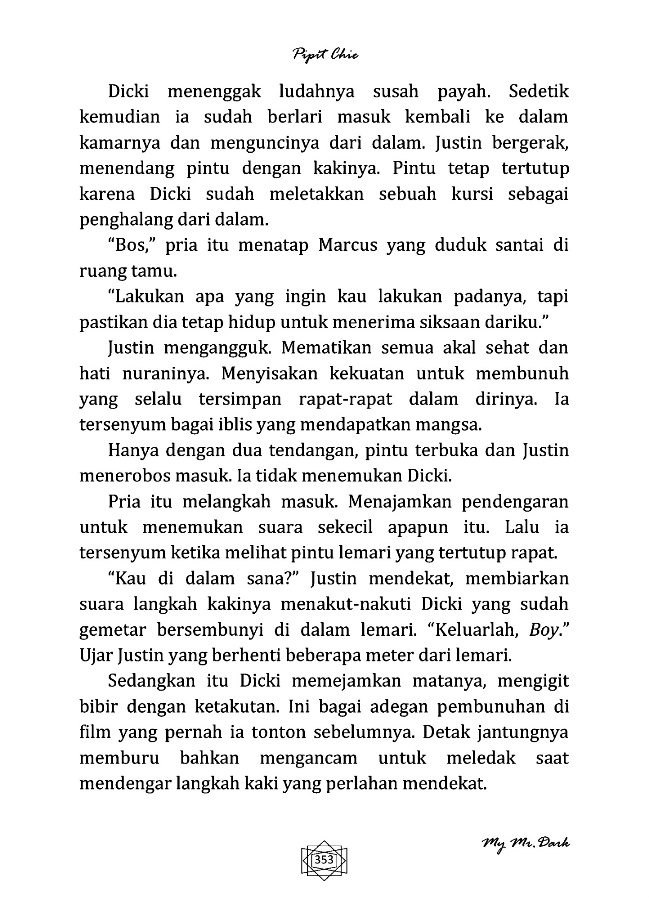 Pipit Chie
Dicki menenggak ludahnya susah payah. Sedetik
kemudian ia sudah berlari masuk kembali ke dalam
kamarnya dan menguncinya dari dalam. Justin bergerak,
menendang pintu dengan kakinya. Pintu tetap tertutup
karena Dicki sudah meletakkan sebuah kursi sebagai
penghalang dari dalam.
“Bos,” pria itu menatap Marcus yang duduk santai di
ruang tamu.
“Lakukan apa yang ingin kau lakukan padanya, tapi
pastikan dia tetap hidup untuk menerima siksaan dariku.”
Justin mengangguk. Mematikan semua akal sehat dan
hati nuraninya. Menyisakan kekuatan untuk membunuh
yang selalu tersimpan rapat-rapat dalam dirinya. Ia
tersenyum bagai iblis yang mendapatkan mangsa.
Hanya dengan dua tendangan, pintu terbuka dan Justin
menerobos masuk. Ia tidak menemukan Dicki.
Pria itu melangkah masuk. Menajamkan pendengaran
untuk menemukan suara sekecil apapun itu. Lalu ia
tersenyum ketika melihat pintu lemari yang tertutup rapat.
“Kau di dalam sana?” Justin mendekat, membiarkan
suara langkah kakinya menakut-nakuti Dicki yang sudah
gemetar bersembunyi di dalam lemari. “Keluarlah, Boy.”
Ujar Justin yang berhenti beberapa meter dari lemari.
Sedangkan itu Dicki memejamkan matanya, mengigit
bibir dengan ketakutan. Ini bagai adegan pembunuhan di
film yang pernah ia tonton sebelumnya. Detak jantungnya
memburu bahkan mengancam untuk meledak saat
mendengar langkah kaki yang perlahan mendekat.
My Mr. Dark
353